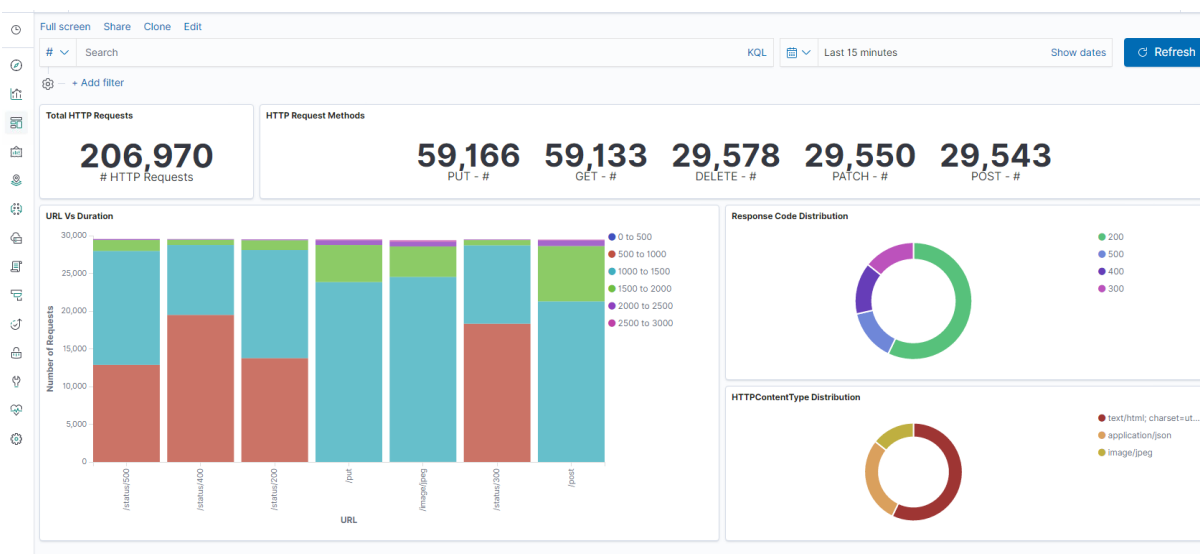 Full screen Share Clone Edit
# Search KQL Last 15 minutes Show dates Refresh
+ Add filter
Total HTTP Requests
206,970
# HTTP Requests
HTTP Request Methods
59,166 59,133 29,578 29,550 29,543
PUT - # GET - # DELETE - # PATCH - # POST - #
URL Vs Duration
30,000
25,000
20,000
15,000
10,000
5,000
0
Number of Requests
/status/500
/status/400
/status/200
/put
/image/jpeg
/status/300
/post
URL
0 to 500
500 to 1000
1000 to 1500
1500 to 2000
2000 to 2500
2500 to 3000
Response Code Distribution
200
500
400
300
HTTPContentType Distribution
text/html; charset=ut...
application/json
image/jpeg